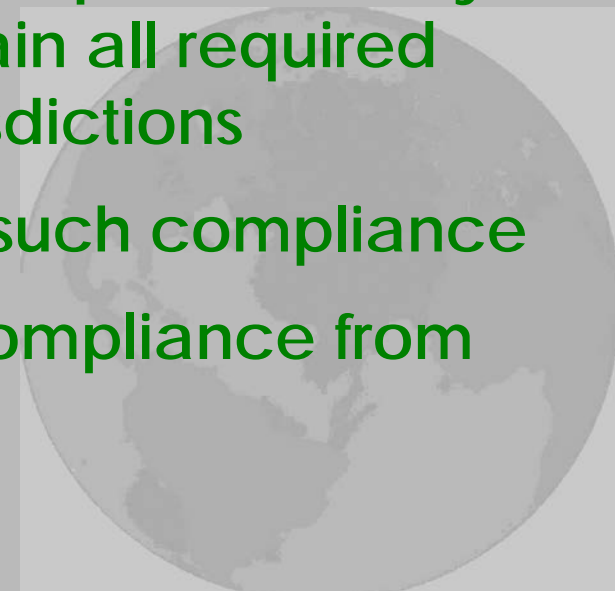 ain all required
sdictions
such compliance
ompliance from